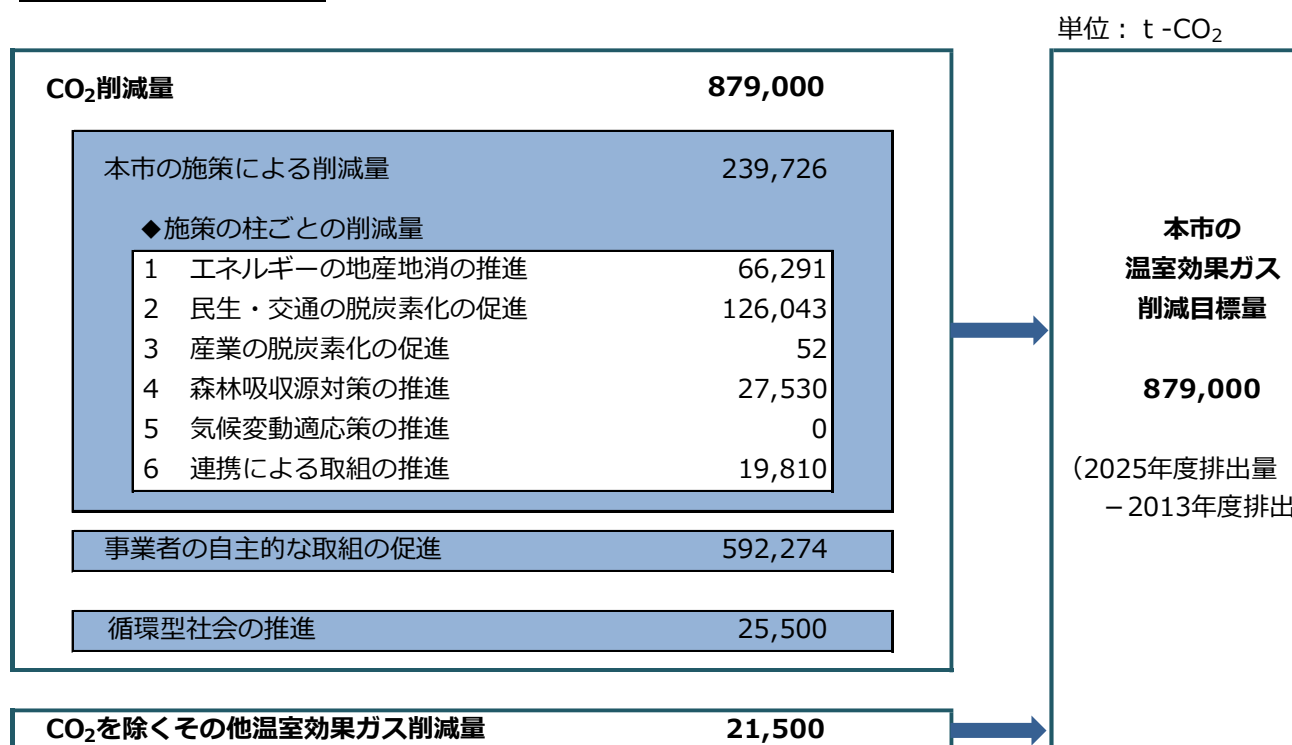 単位：ｔ-CO₂
CO₂削減量 879,000
本市の施策による削減量 239,726
◆施策の柱ごとの削減量
1 エネルギーの地産地消の推進 66,291
2 民生・交通の脱炭素化の促進 126,043
3 産業の脱炭素化の促進 52
4 森林吸収源対策の推進 27,530
5 気候変動適応策の推進 0
6 連携による取組の推進 19,810
事業者の自主的な取組の促進 592,274
循環型社会の推進 25,500
CO₂を除くその他温室効果ガス削減量 21,500
本市の
温室効果ガス
削減目標量
879,000
（2025年度排出量
－2013年度排出